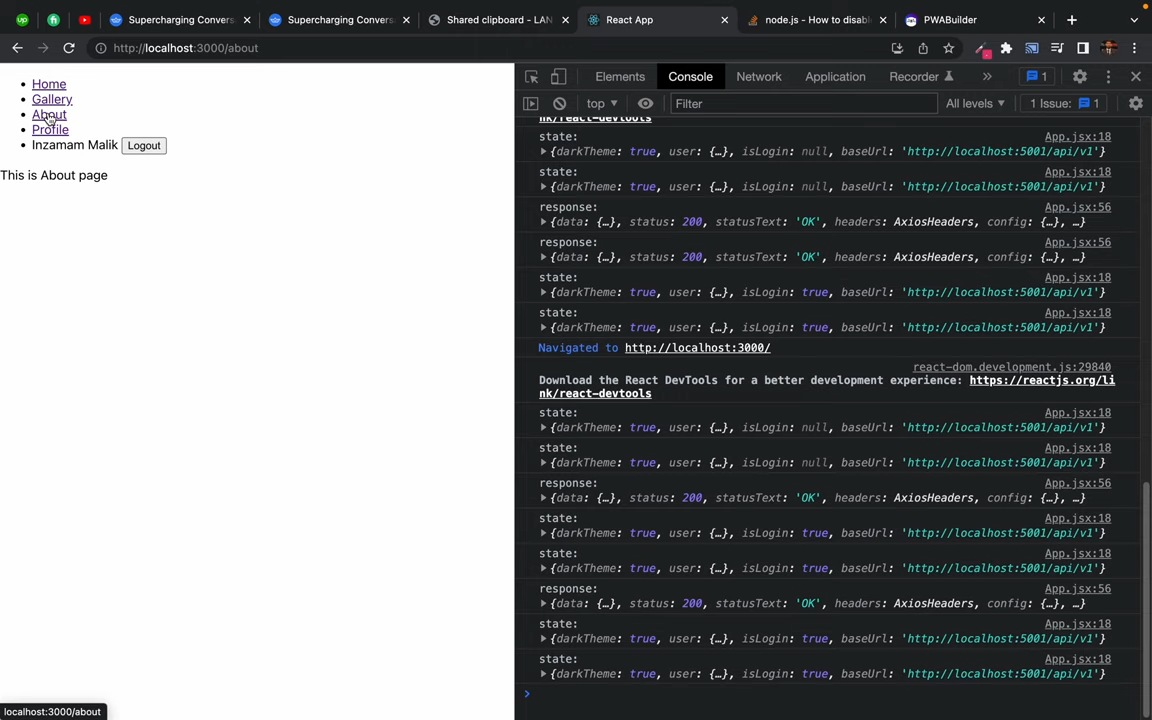 Supercharging Convers
Supercharging Convers
Shared clipboard - LAN
React App
node.js - How to disabl
PWABuilder
http://localhost:3000/about
Home
Gallery
About
Profile
Inzamam Malik Logout
This is About page
Elements Console Network Application Recorder 1
top Filter All levels 1 Issue: 1
nk/react-devtools
state: App.jsx:18
{darkTheme: true, user: {…}, isLogin: null, baseUrl: 'http://localhost:5001/api/v1'}
state: App.jsx:18
{darkTheme: true, user: {…}, isLogin: null, baseUrl: 'http://localhost:5001/api/v1'}
response: App.jsx:56
{data: {…}, status: 200, statusText: 'OK', headers: AxiosHeaders, config: {…}, …}
response: App.jsx:56
{data: {…}, status: 200, statusText: 'OK', headers: AxiosHeaders, config: {…}, …}
state: App.jsx:18
{darkTheme: true, user: {…}, isLogin: true, baseUrl: 'http://localhost:5001/api/v1'}
state: App.jsx:18
{darkTheme: true, user: {…}, isLogin: true, baseUrl: 'http://localhost:5001/api/v1'}
Navigated to http://localhost:3000/
react-dom.development.js:29840
Download the React DevTools for a better development experience: https://reactjs.org/li
nk/react-devtools
state: App.jsx:18
{darkTheme: true, user: {…}, isLogin: null, baseUrl: 'http://localhost:5001/api/v1'}
state: App.jsx:18
{darkTheme: true, user: {…}, isLogin: null, baseUrl: 'http://localhost:5001/api/v1'}
response: App.jsx:56
{data: {…}, status: 200, statusText: 'OK', headers: AxiosHeaders, config: {…}, …}
state: App.jsx:18
{darkTheme: true, user: {…}, isLogin: true, baseUrl: 'http://localhost:5001/api/v1'}
state: App.jsx:18
{darkTheme: true, user: {…}, isLogin: true, baseUrl: 'http://localhost:5001/api/v1'}
response: App.jsx:56
{data: {…}, status: 200, statusText: 'OK', headers: AxiosHeaders, config: {…}, …}
state: App.jsx:18
{darkTheme: true, user: {…}, isLogin: true, baseUrl: 'http://localhost:5001/api/v1'}
state: App.jsx:18
{darkTheme: true, user: {…}, isLogin: true, baseUrl: 'http://localhost:5001/api/v1'}
localhost:3000/about